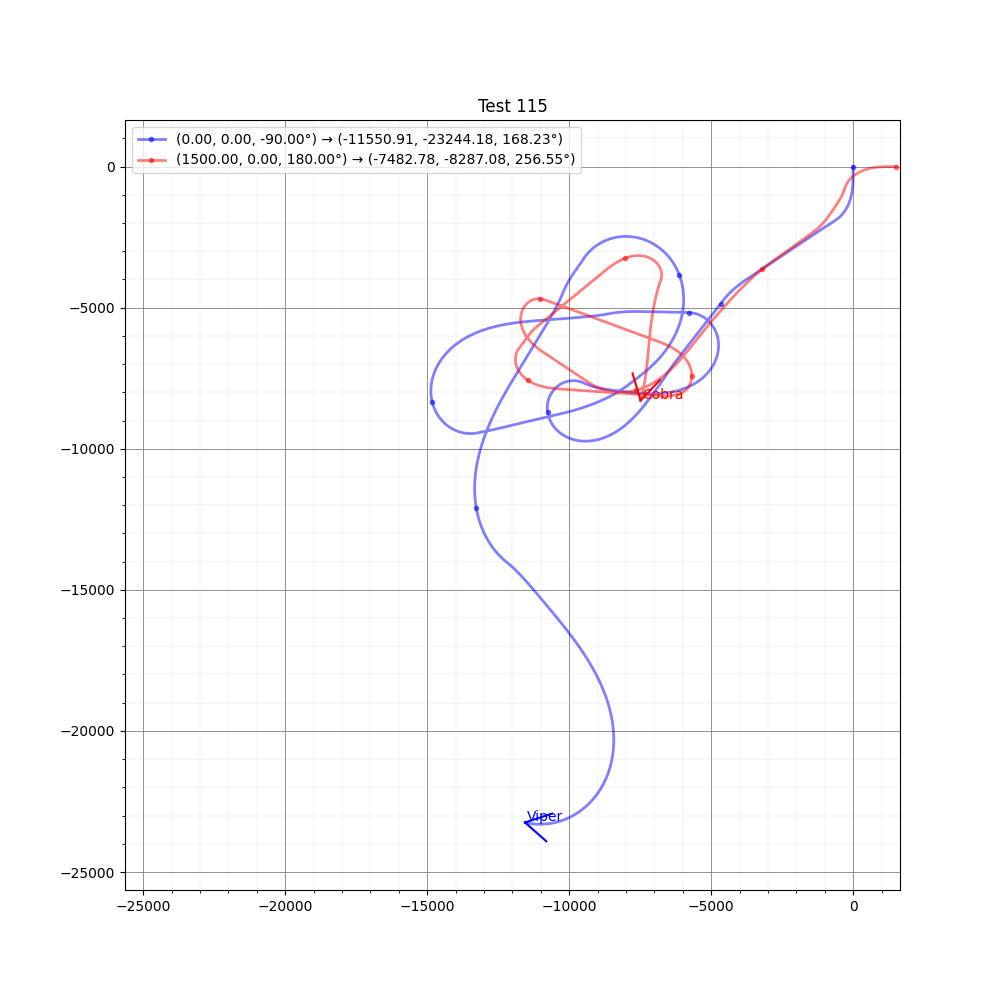 Test 115
(0.00, 0.00, -90.00°) → (-11550.91, -23244.18, 168.23°)
(1500.00, 0.00, 180.00°) → (-7482.78, -8287.08, 256.55°)
0
−5000
Cobra
−10000
−15000
−20000
Viper
−25000
−25000 −20000 −15000 −10000 −5000 0